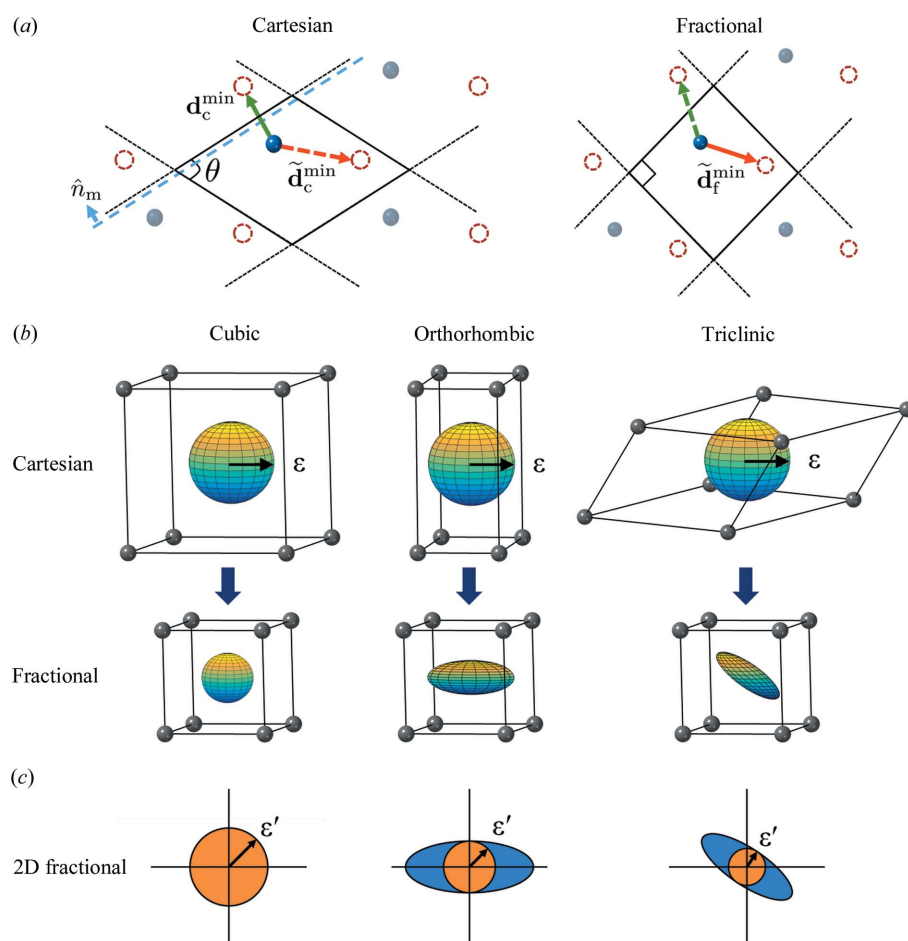 (a)
Cartesian
Fractional
d_c^min
θ
d̃_c^min
n̂_m
d̃_f^min
(b)
Cubic
Orthorhombic
Triclinic
Cartesian
ε
ε
ε
Fractional
(c)
2D fractional
ε′
ε′
ε′